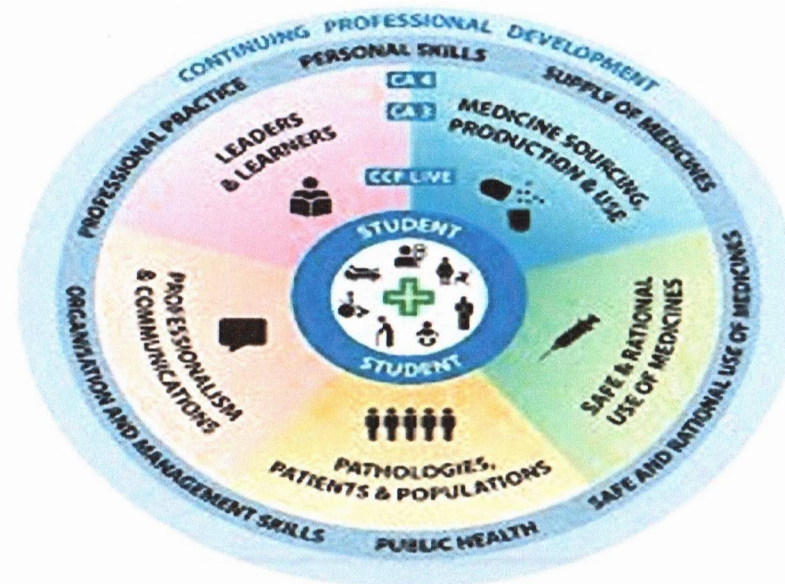 CONTINUING PROFESSIONAL DEVELOPMENT
PERSONAL SKILLS
SUPPLY OF MEDICINES
SAFE AND RATIONAL USE OF MEDICINES
PUBLIC HEALTH
ORGANISATION AND MANAGEMENT SKILLS
PROFESSIONAL PRACTICE
CA 4
CA 3
CCP LIVE
LEADERS
& LEARNERS
MEDICINE SOURCING,
PRODUCTION & USE
SAFE & RATIONAL
USE OF MEDICINES
PATHOLOGIES,
PATIENTS & POPULATIONS
PROFESSIONALISM
& COMMUNICATIONS
STUDENT
STUDENT